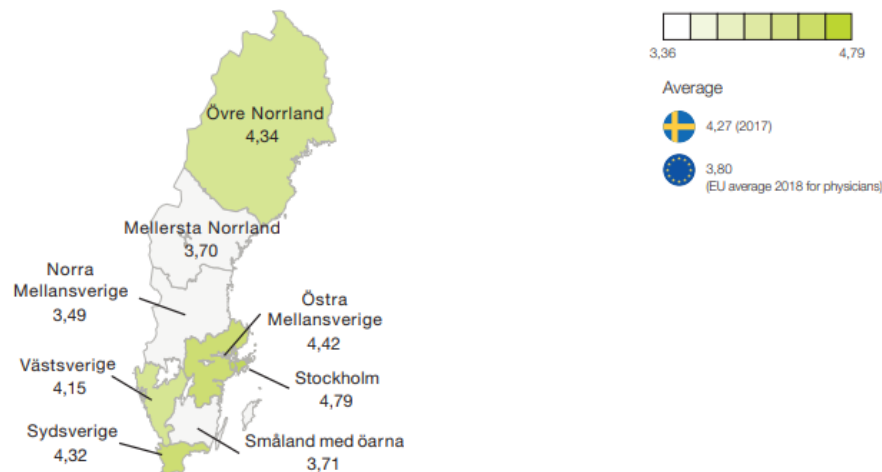 3,36
4,79
Average
4,27 (2017)
3,80
(EU average 2018 for physicians)
Övre Norrland
4,34
Mellersta Norrland
3,70
Norra
Mellansverige
3,49
Östra
Mellansverige
4,42
Västsverige
4,15
Stockholm
4,79
Sydsverige
4,32
Småland med öarna
3,71